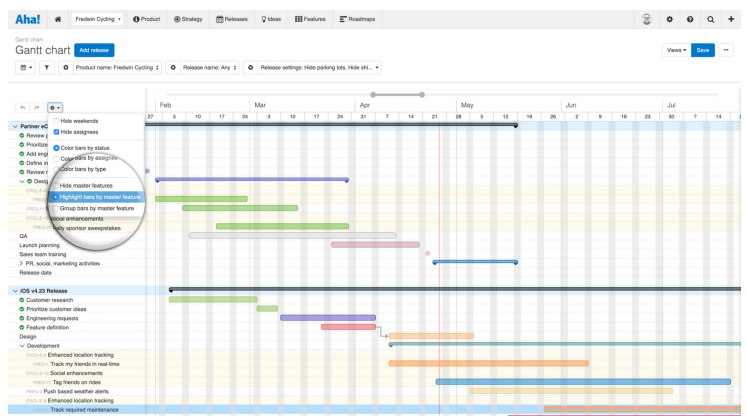 Aha!
Fredwin Cycling
Product
Strategy
Releases
Ideas
Features
Roadmaps
Gantt chart
Gantt chart
Add release
Views
Save
Product name: Fredwin Cycling
Release name: Any
Release settings: Hide parking lots, Hide shi...
Feb Mar Apr May Jun Jul
27 3 10 17 24 3 10 17 24 31 7 14 21 28 5 12 19 26 2 9 16 23 30 7 14
Hide weekends
Hide assignees
Color bars by status
Color bars by assignee
Color bars by type
Hide master features
Highlight bars by master feature
Group bars by master feature
Partner eC
Review p
Prioritize
Add engi
Define in
Review r
Desig
Social enhancements
Daily sponsor sweepstakes
QA
Launch planning
Sales team training
PR, social, marketing activities
Release date
iOS v4.23 Release
Customer research
Prioritize customer ideas
Engineering requests
Feature definition
Design
Development
Enhanced location tracking
Track my friends in real-time
Social enhancements
Tag friends on rides
FRED-7 Push based weather alerts
Enhanced location tracking
Track required maintenance